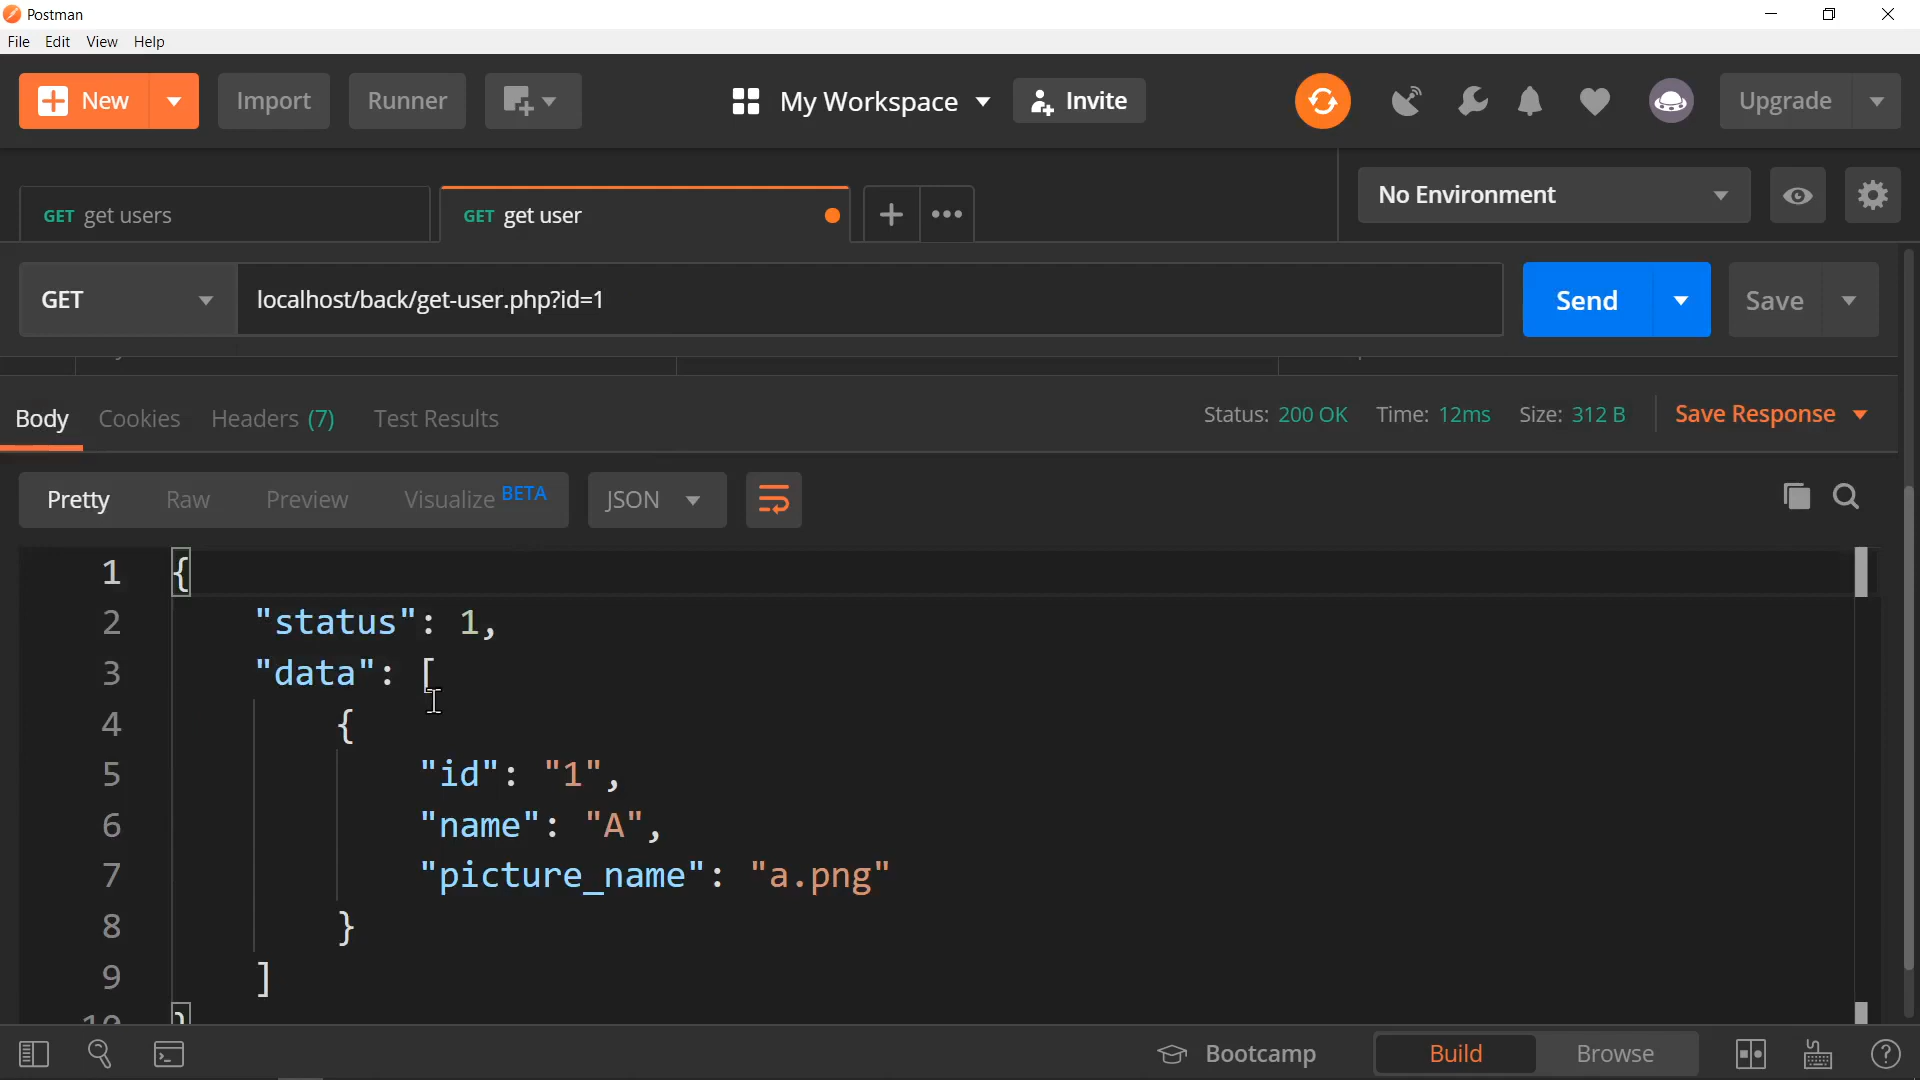 Postman
File Edit View Help
New Import Runner My Workspace Invite Upgrade
GET get users GET get user No Environment
GET localhost/back/get-user.php?id=1 Send Save
Body Cookies Headers (7) Test Results Status: 200 OK Time: 12ms Size: 312 B Save Response
Pretty Raw Preview Visualize BETA JSON
1 {
2 "status": 1,
3 "data": [
4 {
5 "id": "1",
6 "name": "A",
7 "picture_name": "a.png"
8 }
9 ]
10 }
Bootcamp Build Browse